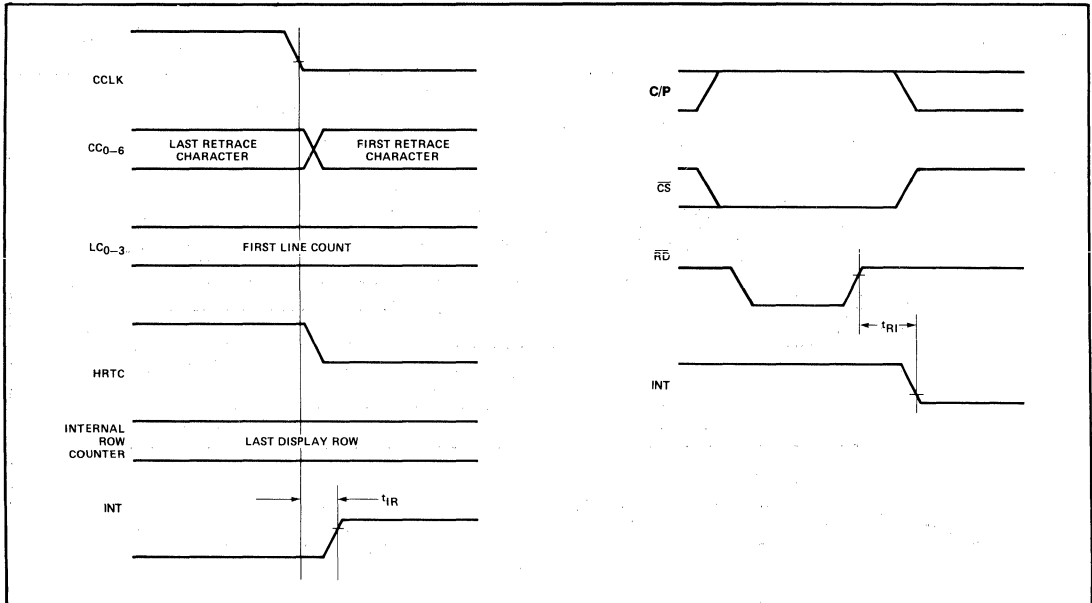 CCLK
CC0–6
LAST RETRACE
CHARACTER
FIRST RETRACE
CHARACTER
LC0–3
FIRST LINE COUNT
HRTC
INTERNAL
ROW
COUNTER
LAST DISPLAY ROW
INT
tIR
C/P
CS
RD
tRI
INT